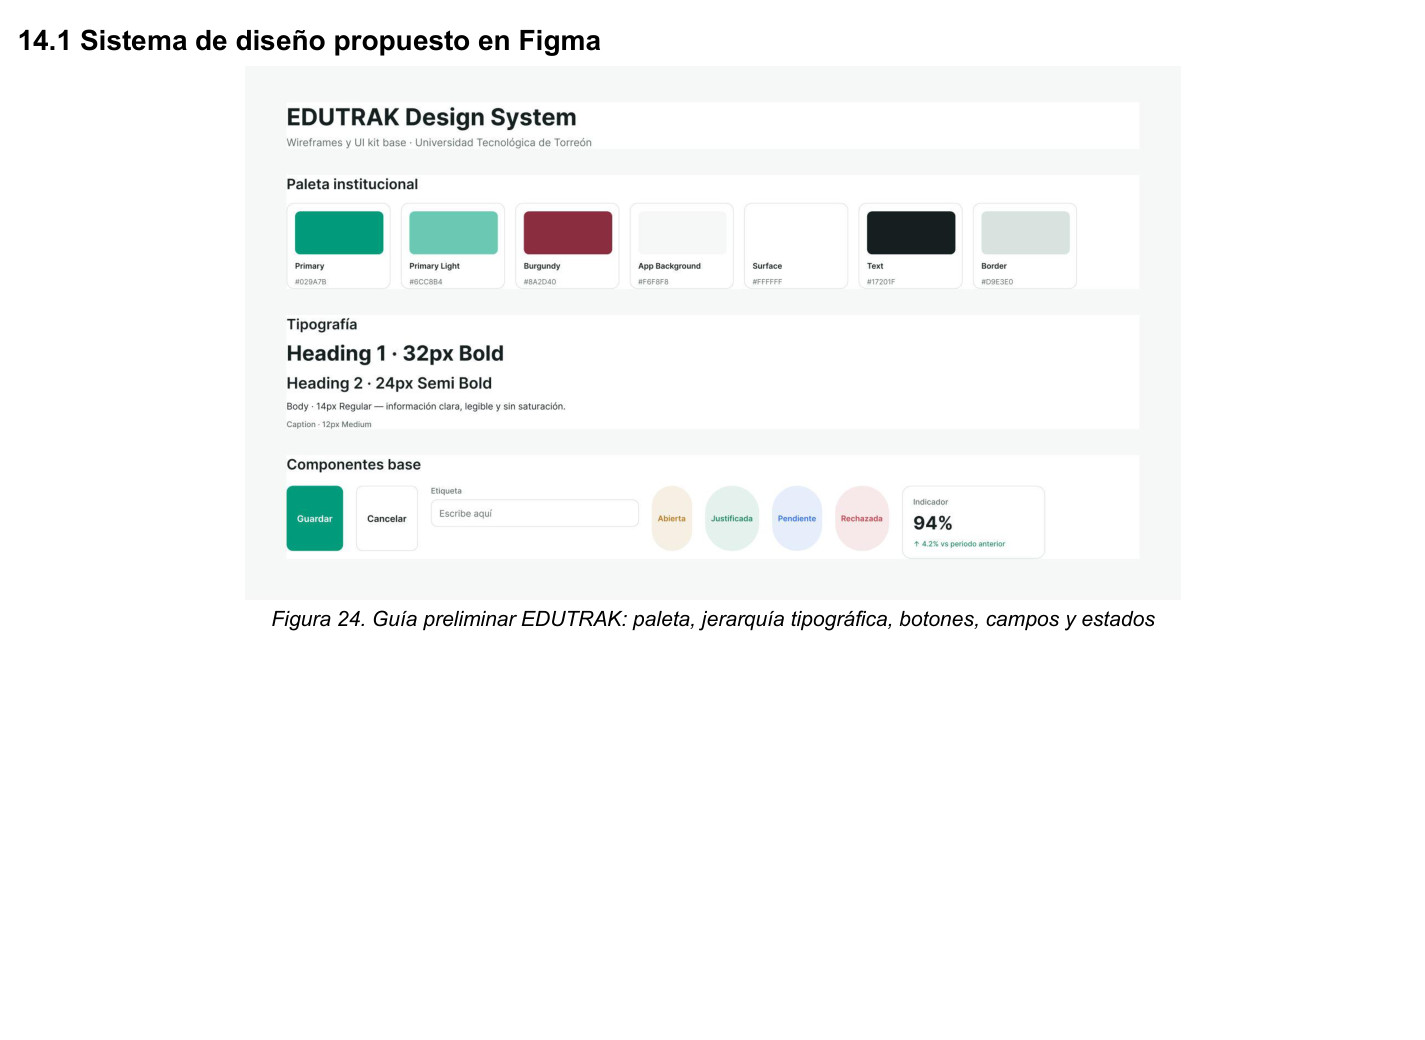 14.1 Sistema de diseño propuesto en Figma
EDUTRAK Design System
Wireframes y UI kit base · Universidad Tecnológica de Torreón
Paleta institucional
Primary
#029A7B
Primary Light
#6CC8B4
Burgundy
#8A2D40
App Background
#F6F8F8
Surface
#FFFFFF
Text
#17201F
Border
#D9E3E0
Tipografía
Heading 1 · 32px Bold
Heading 2 · 24px Semi Bold
Body · 14px Regular — información clara, legible y sin saturación.
Caption · 12px Medium
Componentes base
Guardar
Cancelar
Etiqueta
Escribe aquí
Abierta
Justificada
Pendiente
Rechazada
Indicador
94%
↑ 4.2% vs periodo anterior
Figura 24. Guía preliminar EDUTRAK: paleta, jerarquía tipográfica, botones, campos y estados